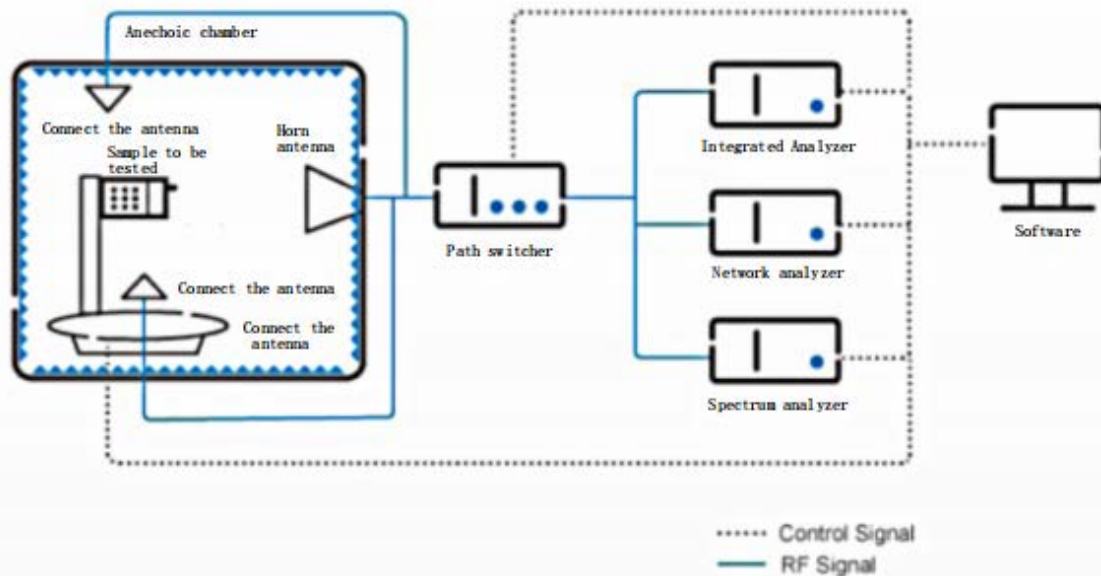 Anechoic chamber
Connect the antenna
Sample to be
tested
Horn
antenna
Connect the antenna
Connect the
antenna
Path switcher
Integrated Analyzer
Network analyzer
Spectrum analyzer
Software
Control Signal
RF Signal